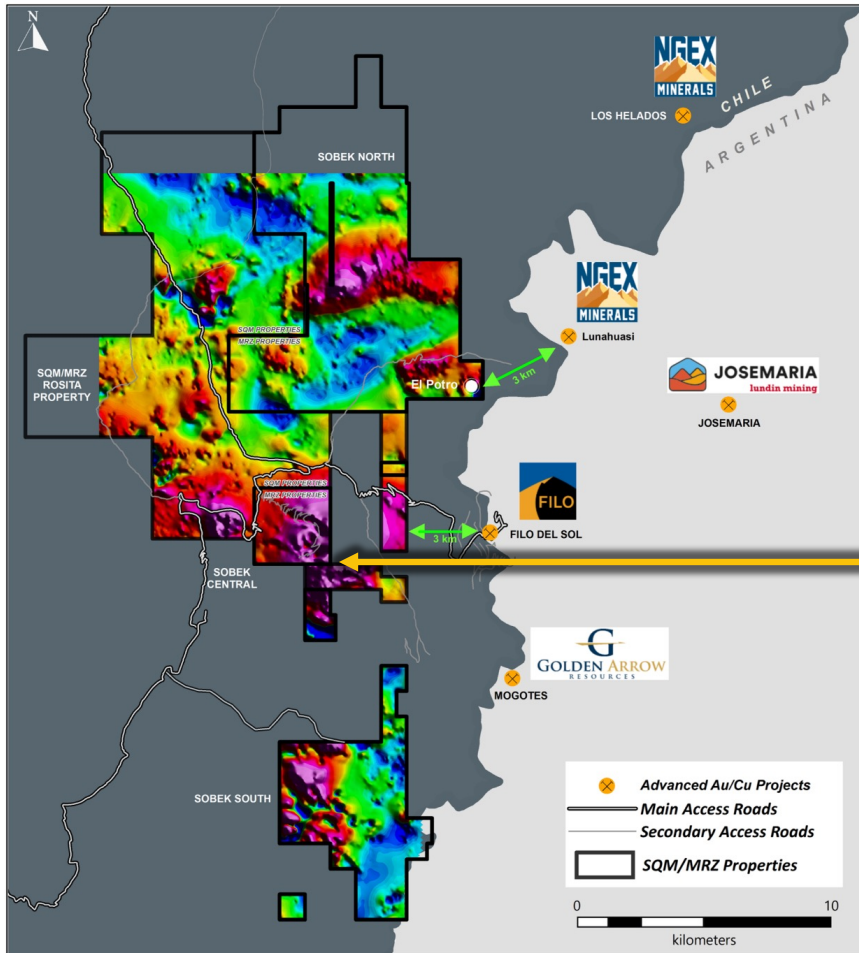 N
NGEX
MINERALS
LOS HELADOS
CHILE
ARGENTINA
SOBEK NORTH
NGEX
MINERALS
Lunahuasi
SQM PROPERTIES
MRZ PROPERTIES
SQM/MRZ
ROSITA
PROPERTY
El Potro
3 km
JOSEMARIA
lundin mining
JOSEMARIA
SQM PROPERTIES
MRZ PROPERTIES
FILO
3 km
FILO DEL SOL
SOBEK
CENTRAL
G
GOLDEN ARROW
RESOURCES
MOGOTES
SOBEK SOUTH
Advanced Au/Cu Projects
Main Access Roads
Secondary Access Roads
SQM/MRZ Properties
0 10
kilometers